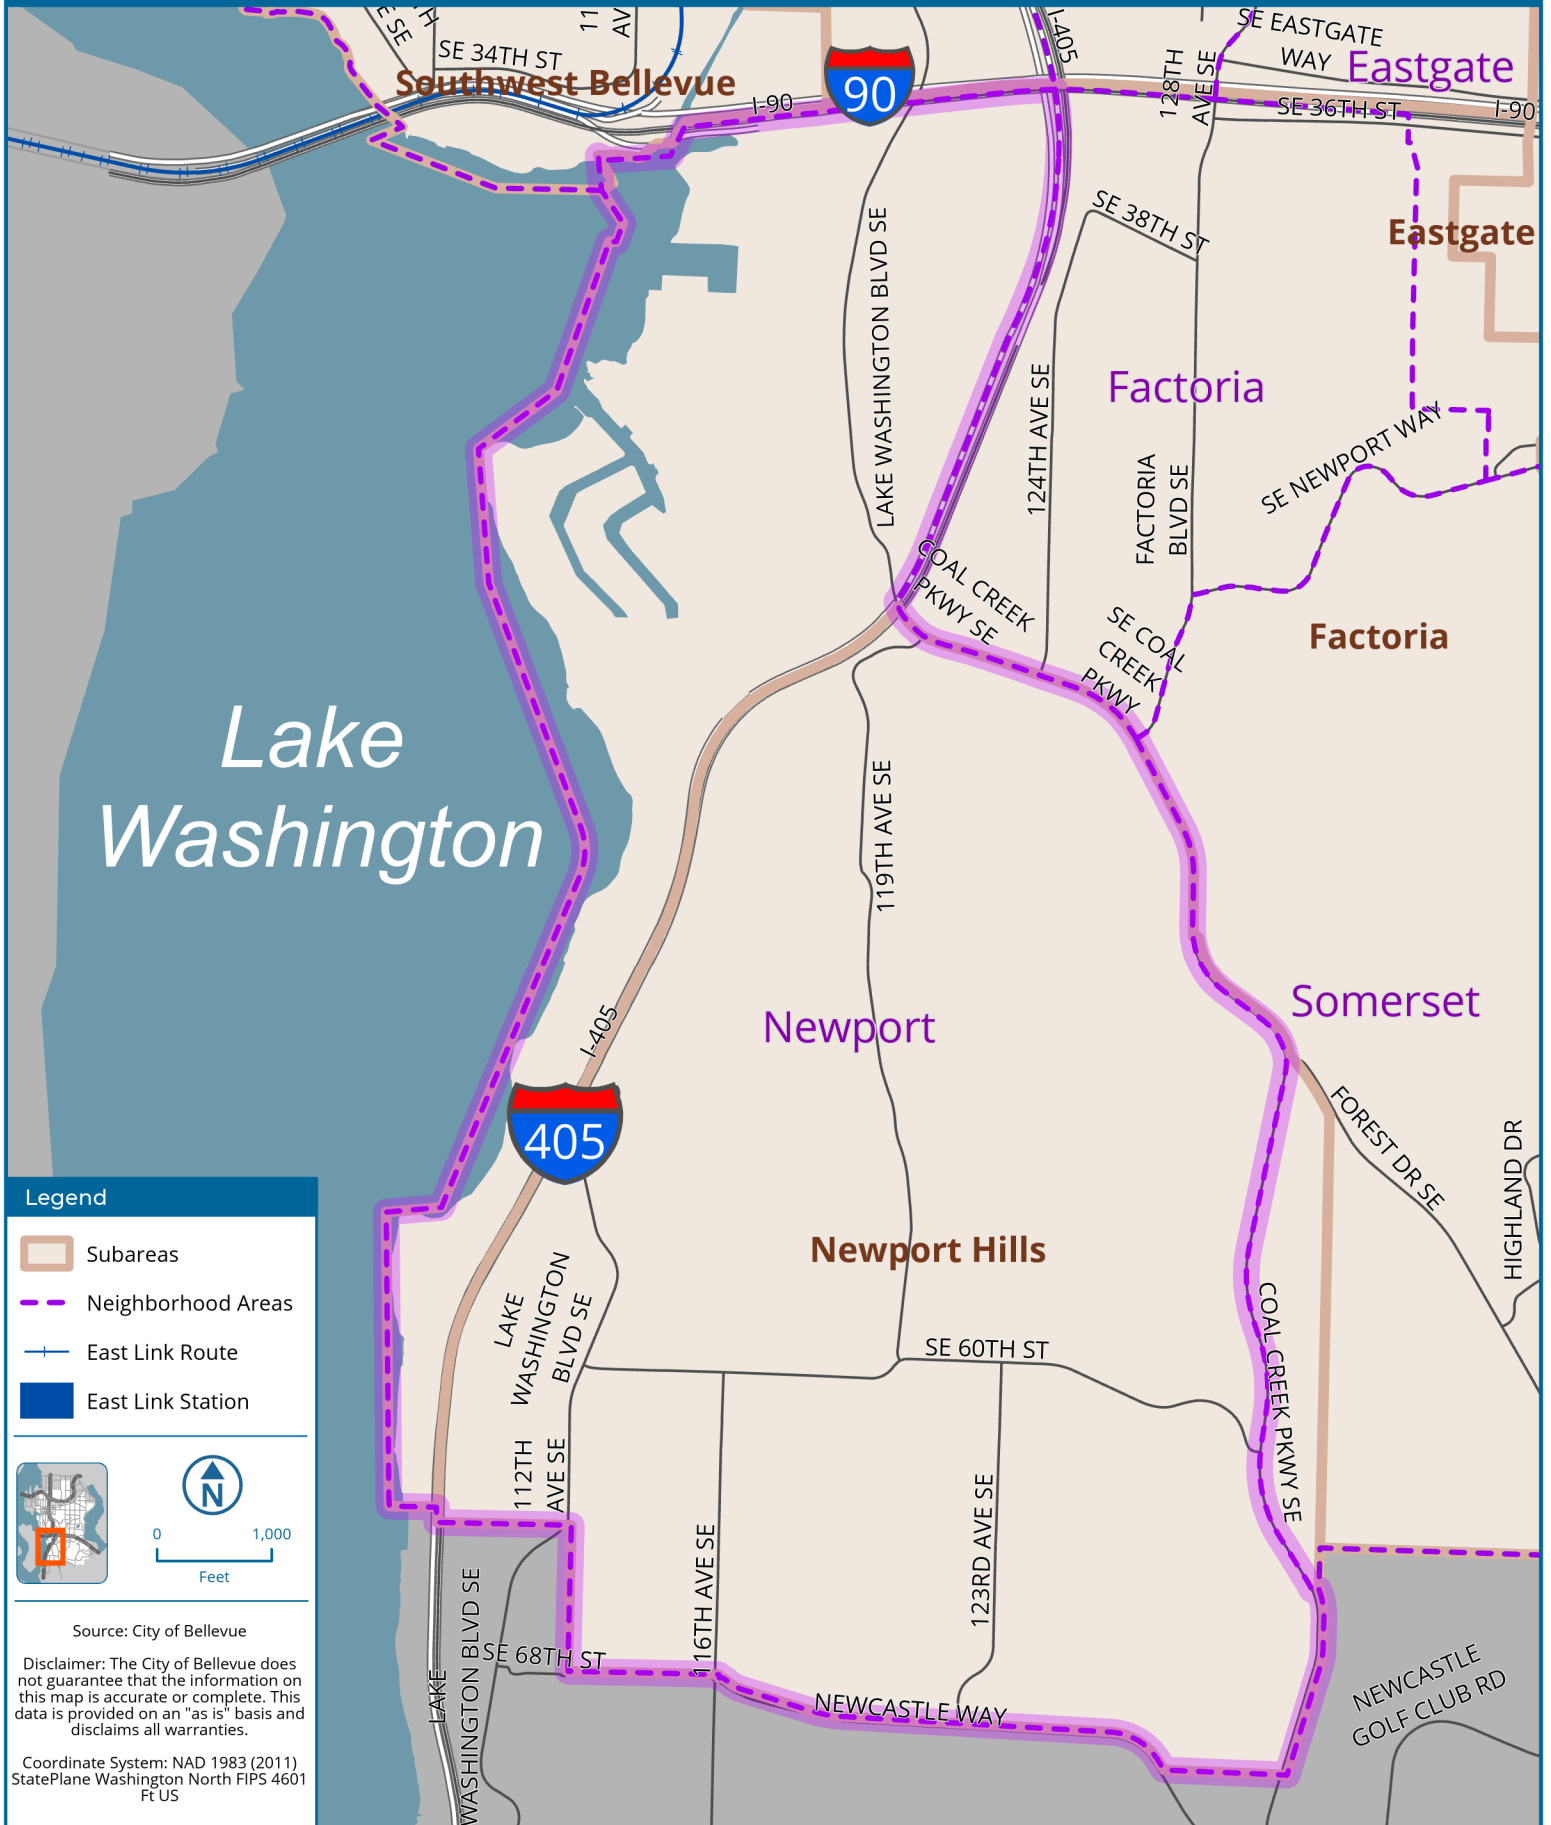 SE 34TH ST
11
AV
E SE
TH
Southwest Bellevue
I-90
90
I-405
128TH
AVE SE
SE EASTGATE
WAY
Eastgate
SE 36TH ST
I-90
Eastgate
SE 38TH ST
LAKE WASHINGTON BLVD SE
124TH AVE SE
Factoria
FACTORIA
BLVD SE
SE NEWPORT WAY
COAL CREEK
PKWY SE
SE COAL
CREEK
PKWY
Factoria
Lake
Washington
119TH AVE SE
Newport
Somerset
I-405
405
FOREST DR SE
HIGHLAND DR
Newport Hills
LAKE
WASHINGTON
BLVD SE
SE 60TH ST
COAL CREEK PKWY SE
112TH
AVE SE
116TH AVE SE
123RD AVE SE
SE 68TH ST
NEWCASTLE WAY
NEWCASTLE
GOLF CLUB RD
LAKE
WASHINGTON BLVD SE
Legend
Subareas
Neighborhood Areas
East Link Route
East Link Station
N
0 1,000
Feet
Source: City of Bellevue
Disclaimer: The City of Bellevue does
not guarantee that the information on
this map is accurate or complete. This
data is provided on an "as is" basis and
disclaims all warranties.
Coordinate System: NAD 1983 (2011)
StatePlane Washington North FIPS 4601
Ft US